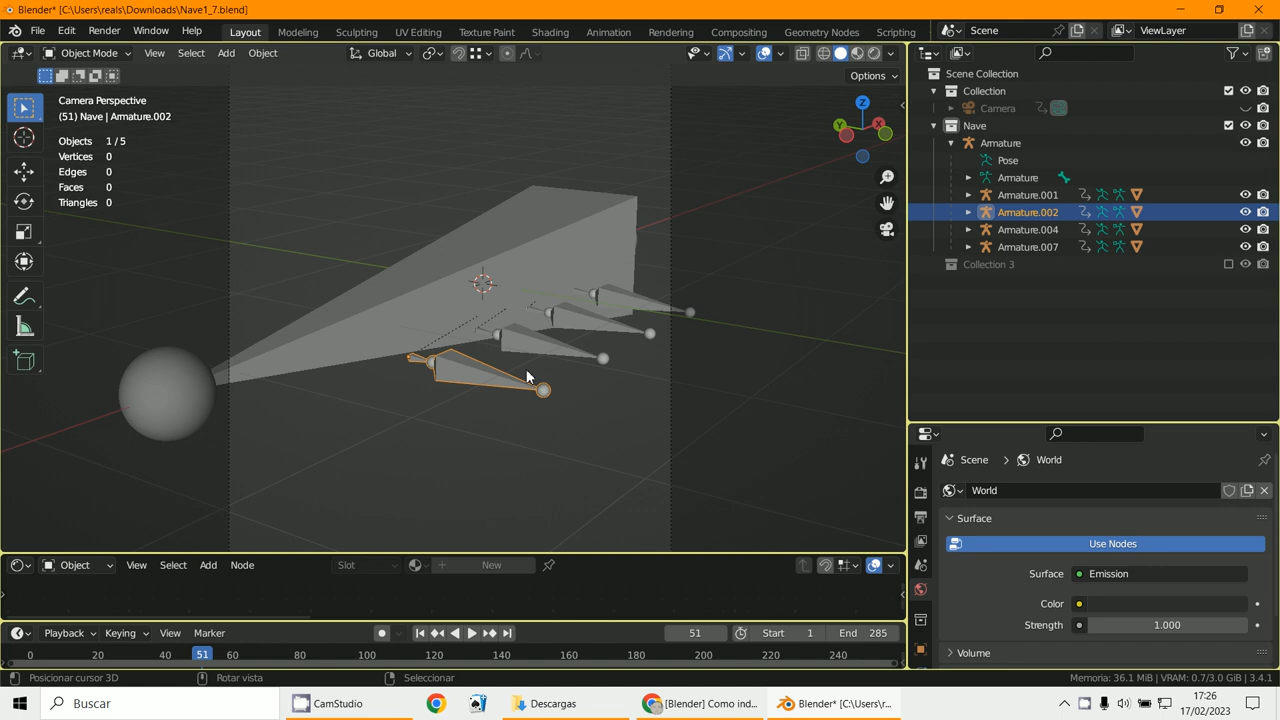 Blender* [C:\Users\reals\Downloads\Nave1_7.blend]
File Edit Render Window Help Layout Modeling Sculpting UV Editing Texture Paint Shading Animation Rendering Compositing Geometry Nodes Scripting Scene ViewLayer
Object Mode View Select Add Object Global
Options
Camera Perspective
(51) Nave | Armature.002
Objects 1/5
Vertices 0
Edges 0
Faces 0
Triangles 0
Z
Y
X
Scene Collection
Collection
Camera
Nave
Armature
Pose
Armature
Armature.001
Armature.002
Armature.004
Armature.007
Collection 3
Scene World
World
Surface
Use Nodes
Surface Emission
Color
Strength 1.000
Volume
Object View Select Add Node Slot New
Playback Keying View Marker 51 Start 1 End 285
0 20 40 51 60 80 100 120 140 160 180 200 220 240
Posicionar cursor 3D Rotar vista Seleccionar Memoria: 36.1 MiB | VRAM: 0.7/3.0 GiB | 3.4.1
Buscar CamStudio Descargas [Blender] Como ind... Blender* [C:\Users\r... 17:26
17/02/2023